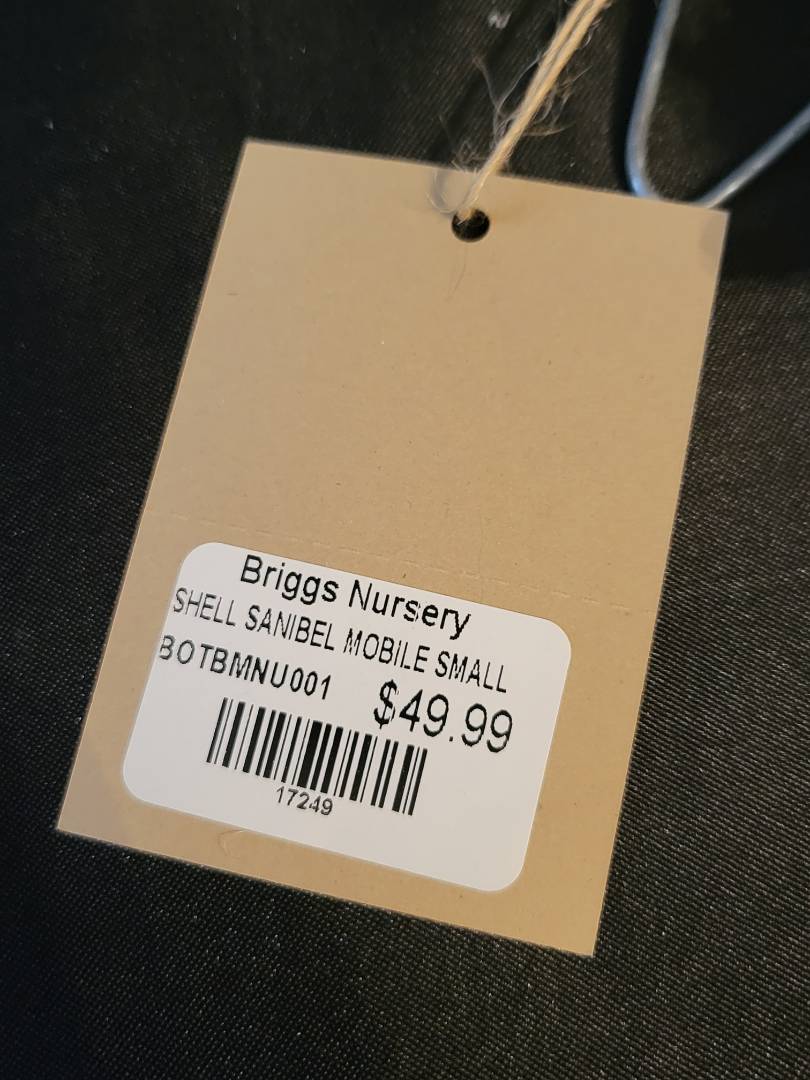 Briggs Nursery
SHELL SANIBEL MOBILE SMALL
BOTBMNU001
$49.99
17249